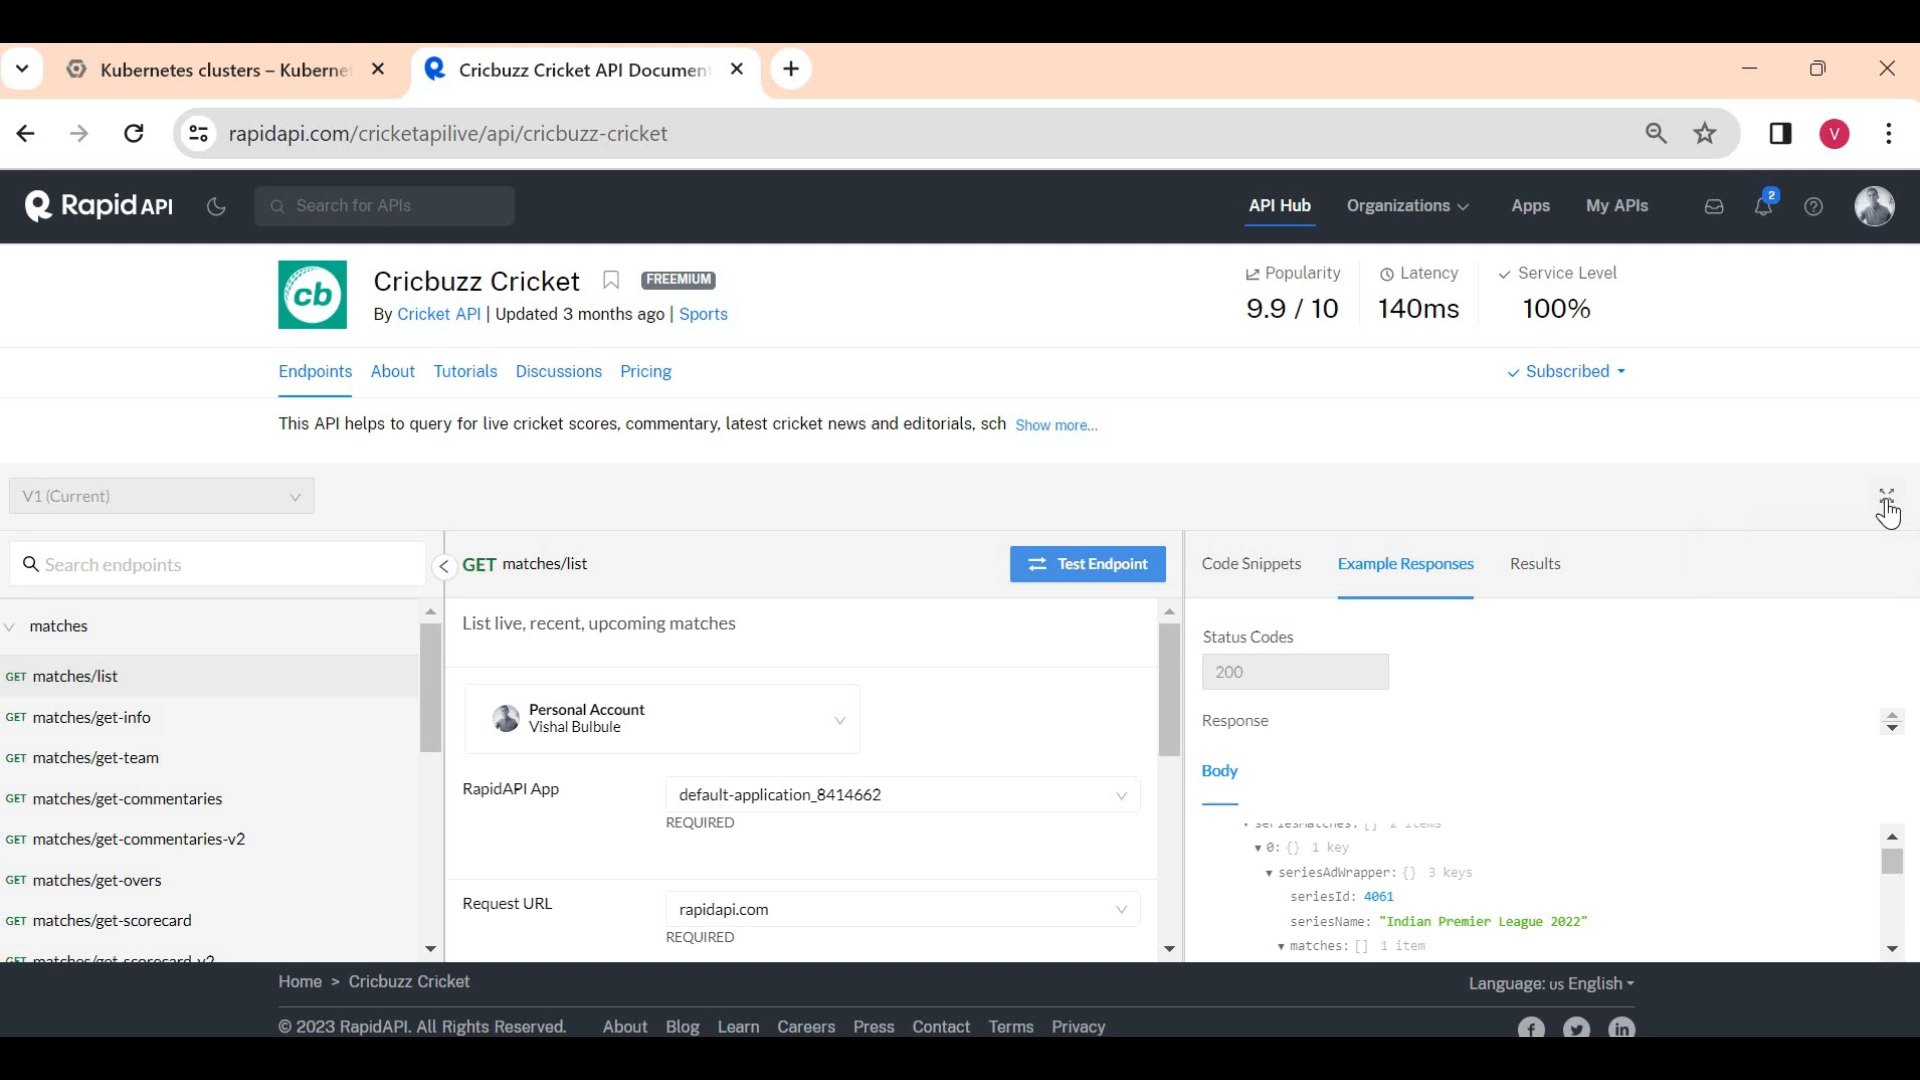 Kubernetes clusters – Kuberne
Cricbuzz Cricket API Documen
rapidapi.com/cricketapilive/api/cricbuzz-cricket
V
Rapid API
Search for APIs
API Hub
Organizations
Apps
My APIs
2
cb
Cricbuzz Cricket
FREEMIUM
By Cricket API | Updated 3 months ago | Sports
Popularity
9.9 / 10
Latency
140ms
Service Level
100%
Endpoints
About
Tutorials
Discussions
Pricing
Subscribed
This API helps to query for live cricket scores, commentary, latest cricket news and editorials, sch Show more...
V1 (Current)
Search endpoints
matches
GET matches/list
GET matches/get-info
GET matches/get-team
GET matches/get-commentaries
GET matches/get-commentaries-v2
GET matches/get-overs
GET matches/get-scorecard
GET matches/get-scorecard-v2
GET matches/list
Test Endpoint
List live, recent, upcoming matches
Personal Account
Vishal Bulbule
RapidAPI App
default-application_8414662
REQUIRED
Request URL
rapidapi.com
REQUIRED
Code Snippets
Example Responses
Results
Status Codes
200
Response
Body
seriesMatches: [] 2 items
0: {} 1 key
seriesAdWrapper: {} 3 keys
seriesId: 4061
seriesName: "Indian Premier League 2022"
matches: [] 1 item
Home > Cricbuzz Cricket
Language: us English
© 2023 RapidAPI. All Rights Reserved.
About
Blog
Learn
Careers
Press
Contact
Terms
Privacy